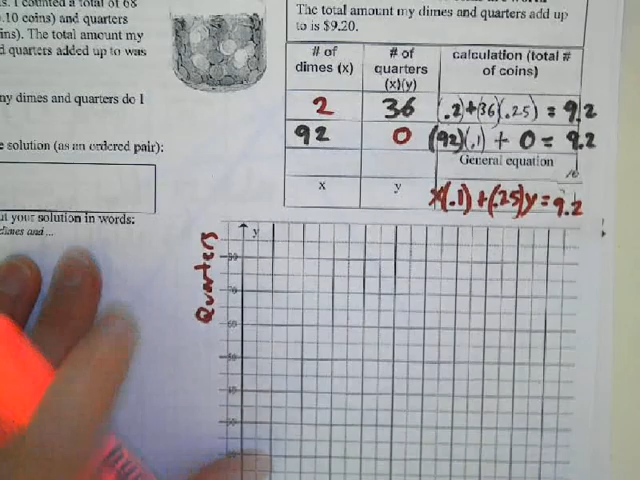 s. I counted a total of 68
.10 coins) and quarters
ins). The total amount my
d quarters added up to was
ny dimes and quarters do I
e solution (as an ordered pair):
ut your solution in words:
dimes and ...
The total amount my dimes and quarters add up
to is $9.20.
# of
dimes (x)
# of
quarters
(x)(y)
calculation (total #
of coins)
2
36
(.2)+(36)(.25) = 9.2
92
0
(92)(.1) + 0 = 9.2
General equation
x
y
x(.1)+(.25)y=9.2
y
Quarters
70
60
50